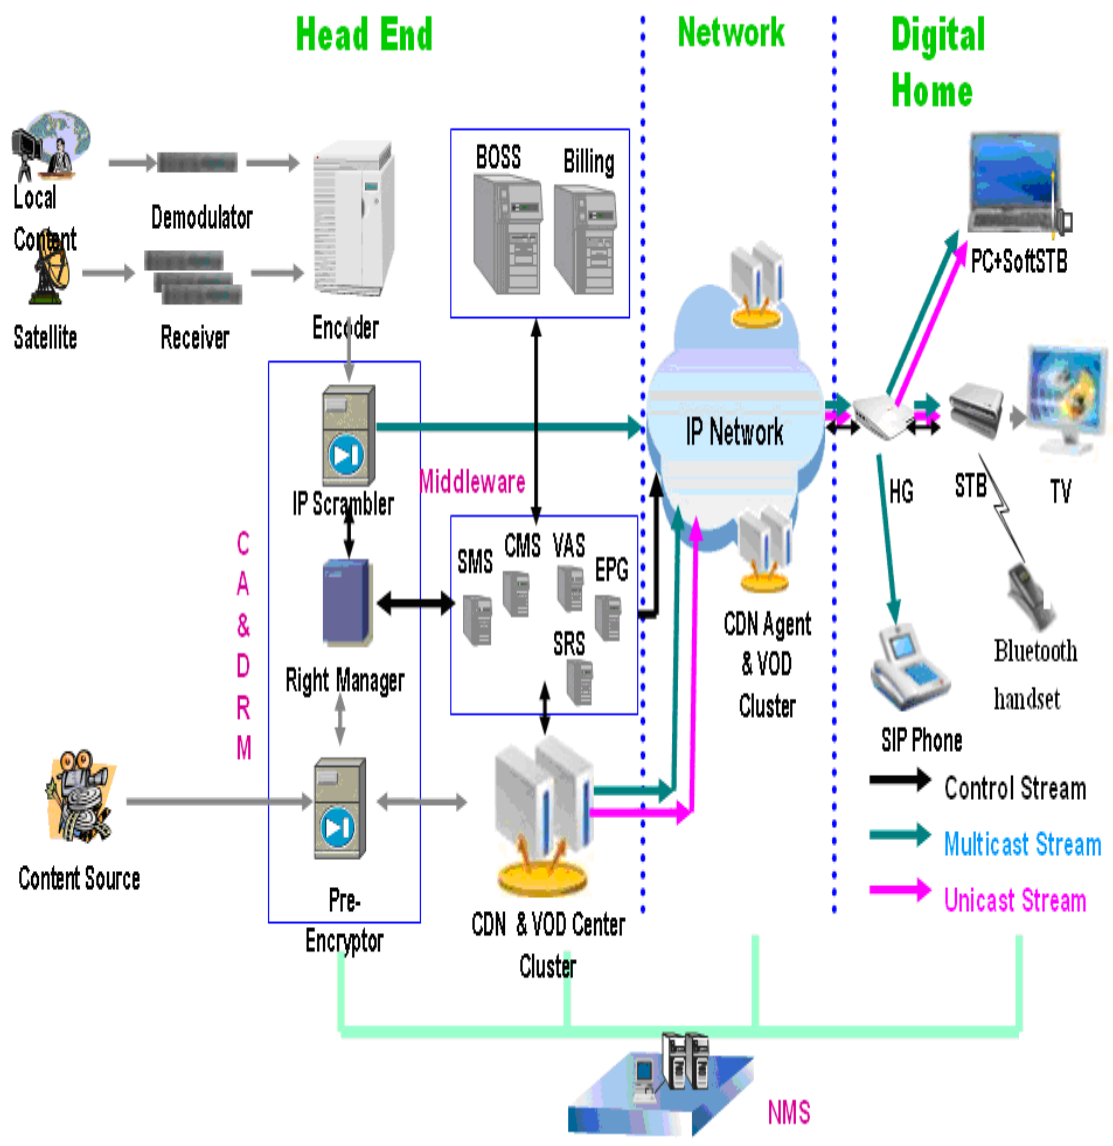 Head End
Network
Digital
Home
BOSS
Billing
Local
Content
Demodulator
PC+SoftSTB
Satellite
Receiver
Encoder
IP Network
IP Scrambler
Middleware
HG
STB
TV
C
A
&
D
R
M
SMS
CMS
VAS
EPG
SRS
CDN Agent
& VOD
Cluster
Bluetooth
handset
Right Manager
SIP Phone
Control Stream
Multicast Stream
Unicast Stream
Content Source
Pre-
Encryptor
CDN & VOD Center
Cluster
NMS